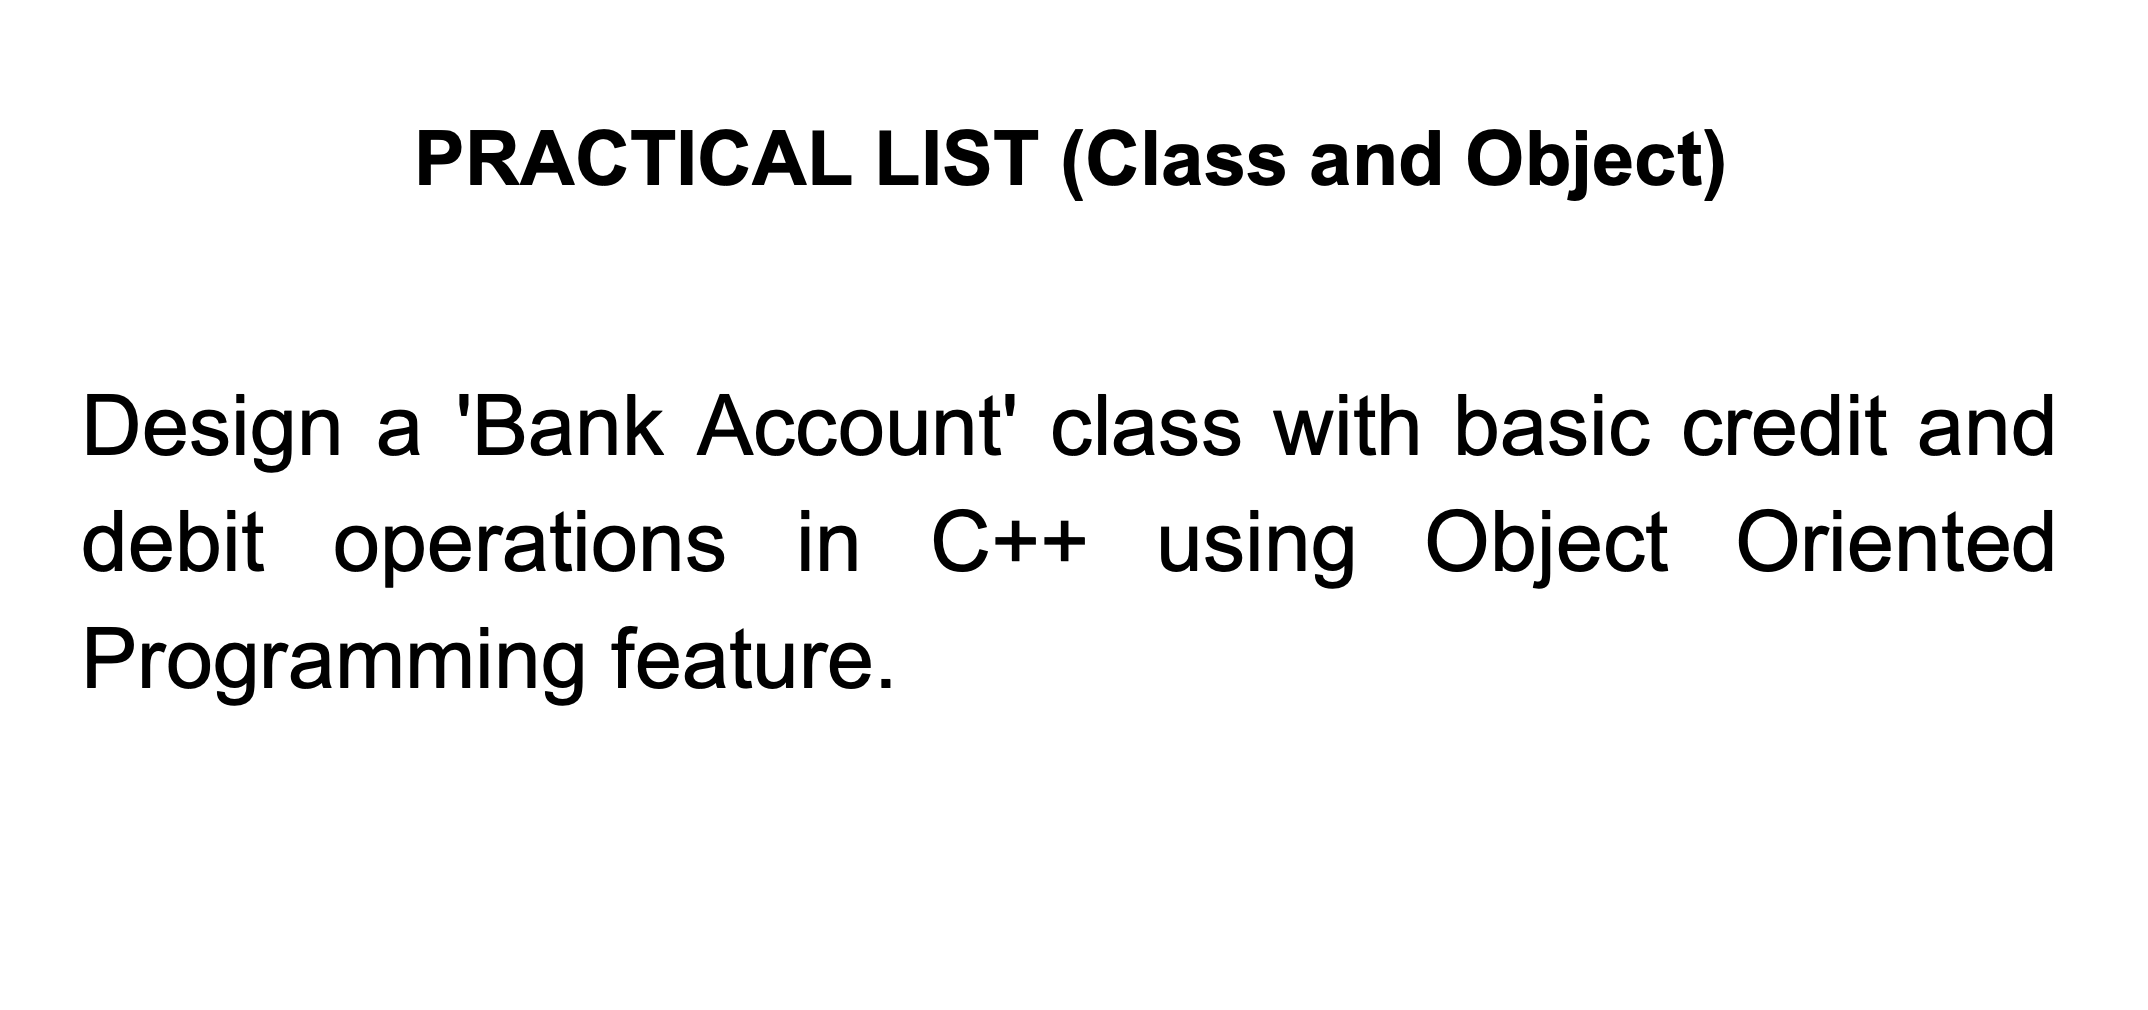 PRACTICAL LIST (Class and Object)
Design a 'Bank Account' class with basic credit and
debit operations in C++ using Object Oriented
Programming feature.